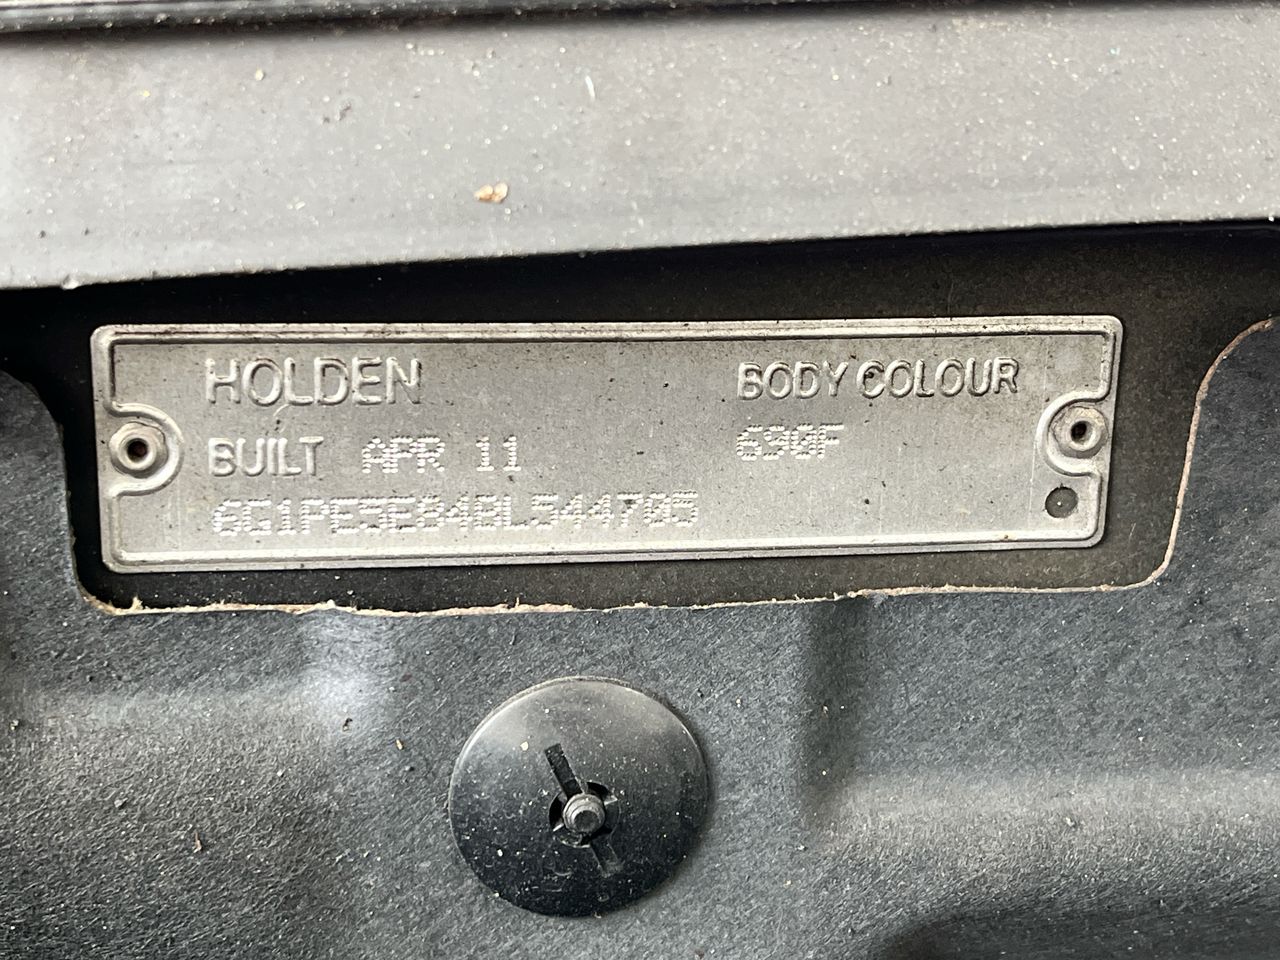 HOLDEN
BODY COLOUR
BUILT APR 11
690F
6G1PE5E84BL544705